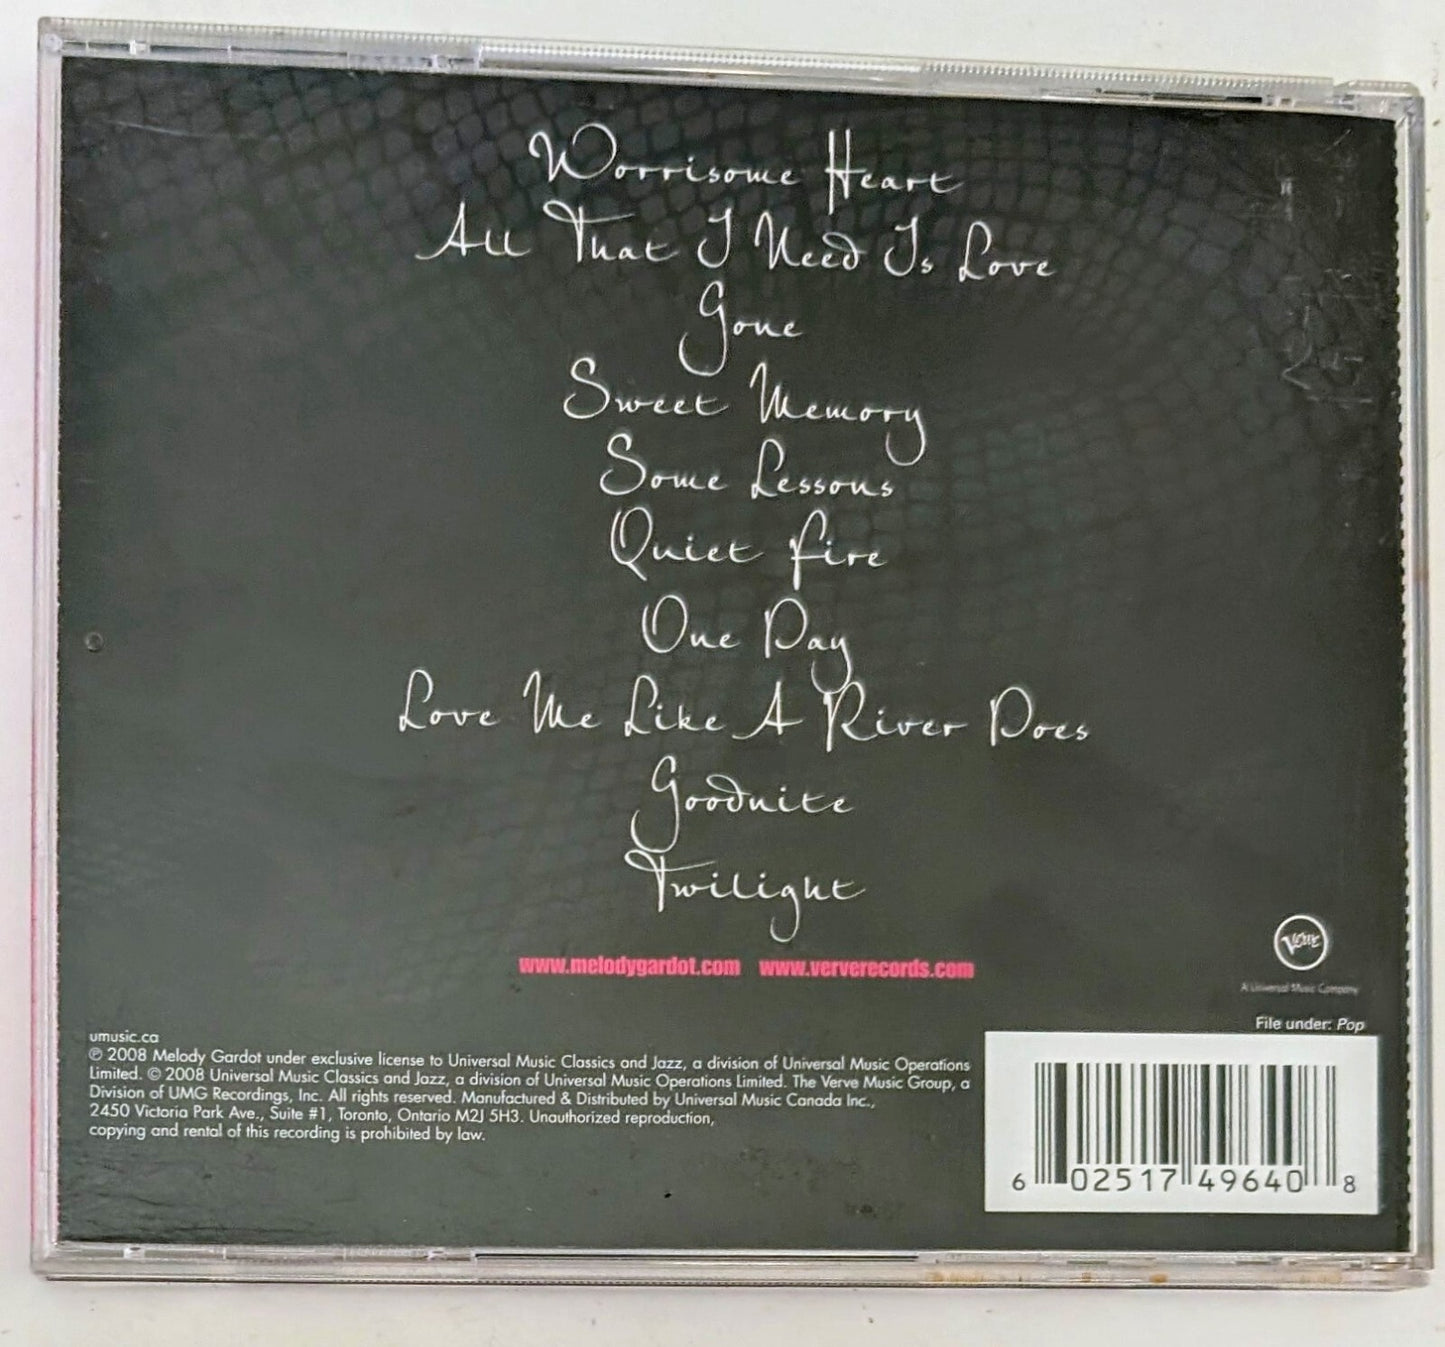 Worrisome Heart
All That I Need Is Love
Gone
Sweet Memory
Some Lessons
Quiet Fire
One Day
Love Me Like A River Does
Goodnite
Twilight
www.melodygardot.com www.ververecords.com
Verve
A Universal Music Company
File under: Pop
umusic.ca
℗ 2008 Melody Gardot under exclusive license to Universal Music Classics and Jazz, a division of Universal Music Operations
Limited. © 2008 Universal Music Classics and Jazz, a division of Universal Music Operations Limited. The Verve Music Group, a
Division of UMG Recordings, Inc. All rights reserved. Manufactured & Distributed by Universal Music Canada Inc.,
2450 Victoria Park Ave., Suite #1, Toronto, Ontario M2J 5H3. Unauthorized reproduction,
copying and rental of this recording is prohibited by law.
6 02517 49640 8